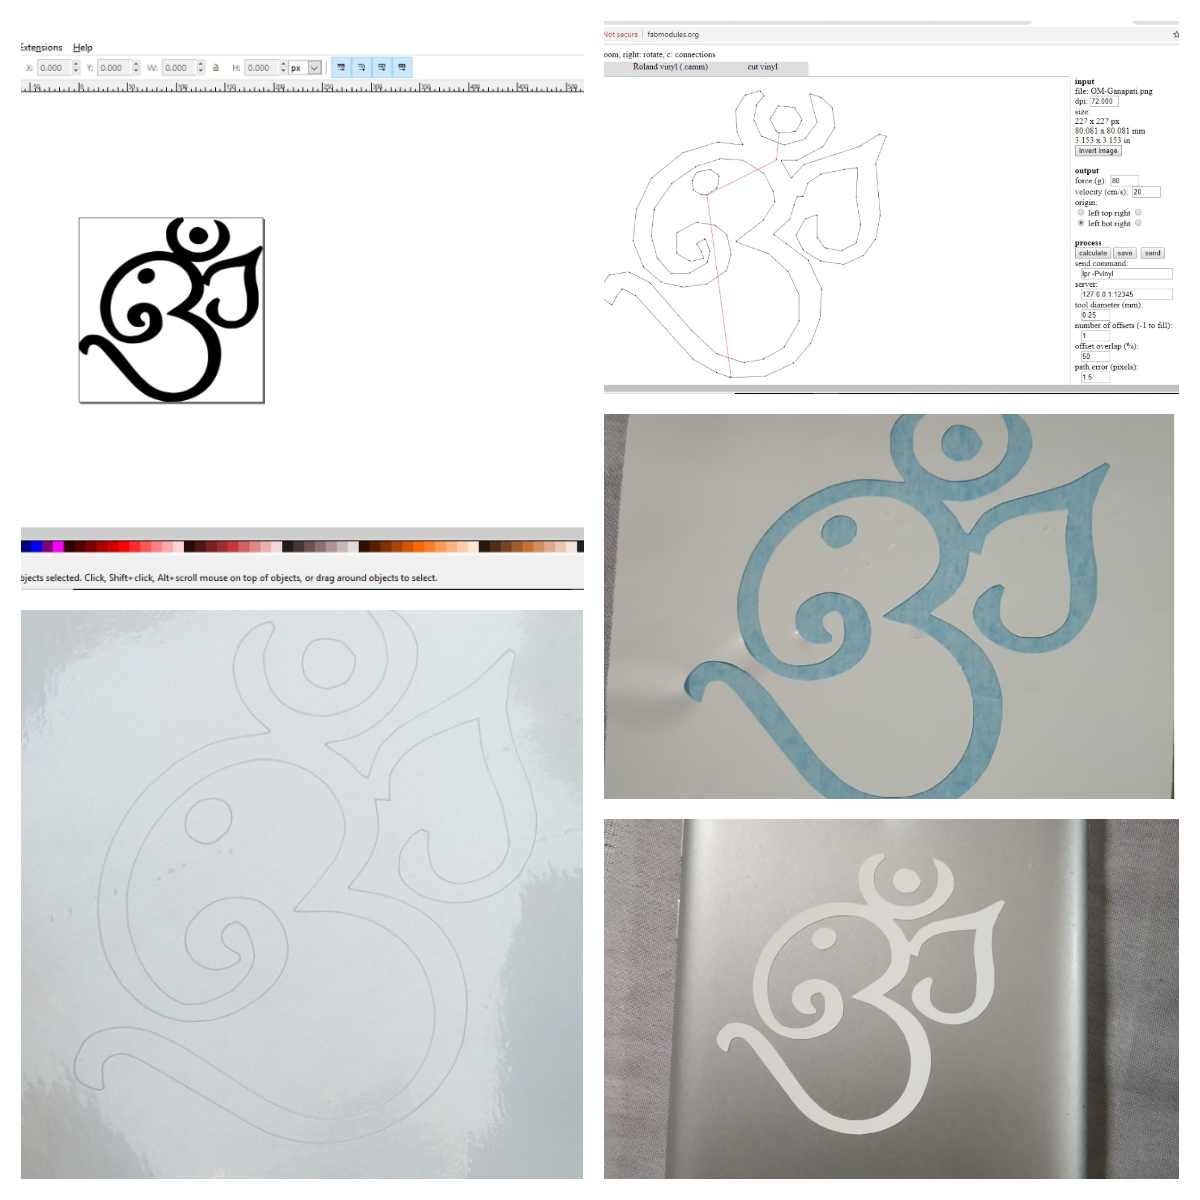 Extensions Help
X: 0.000 Y: 0.000 W: 0.000 H: 0.000 px
Not secure | fabmodules.org
oom, right: rotate, c: connections
Roland vinyl (.camm) cut vinyl
input
file: OM-Ganapati.png
dpi: 72.000
size:
227 x 227 px
80.081 x 80.081 mm
3.153 x 3.153 in
invert image
output
force (g): 80
velocity (cm/s): 20
origin:
left top right
left bot right
process
calculate save send
send command:
lpr -Pvinyl
server:
127.0.0.1:12345
tool diameter (mm):
0.25
number of offsets (-1 to fill):
1
offset overlap (%):
50
path error (pixels):
1.5
bjects selected. Click, Shift+click, Alt+scroll mouse on top of objects, or drag around objects to select.